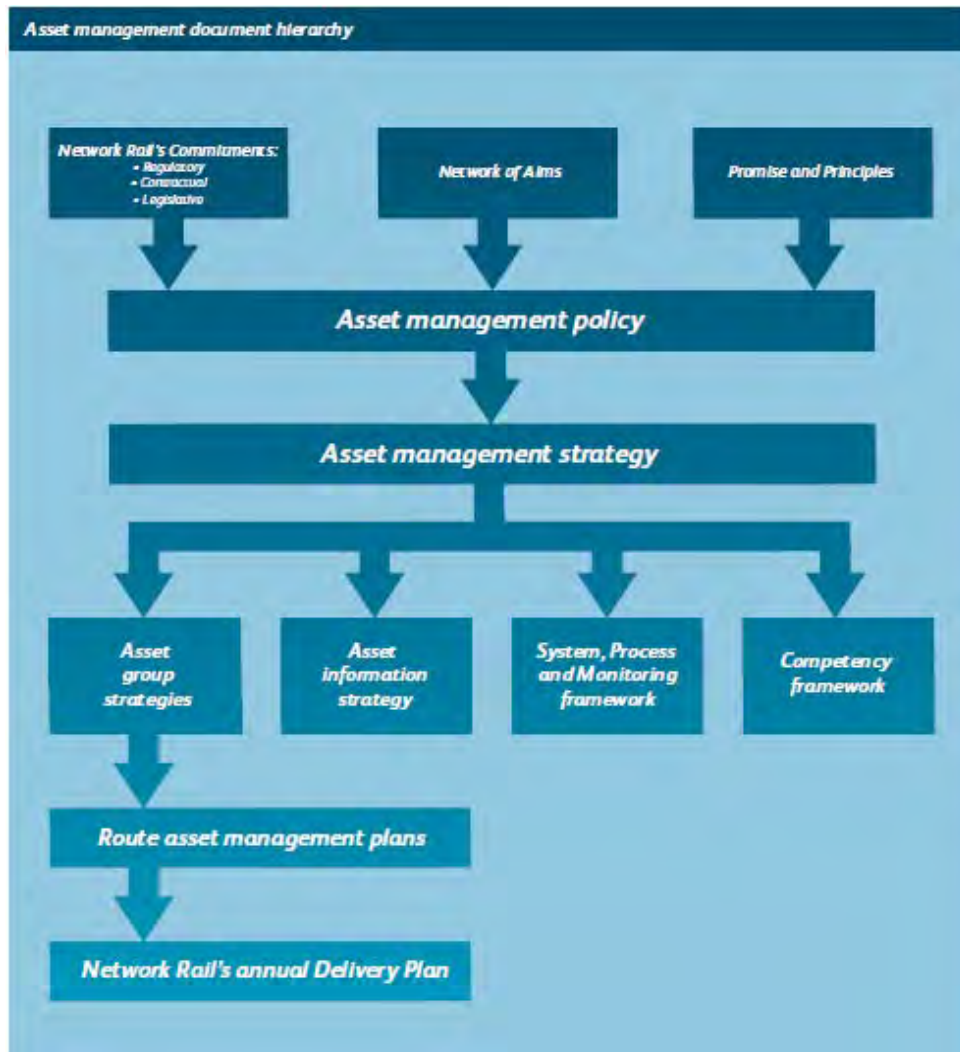 Asset management document hierarchy
Network Rail's Commitments:
• Regulatory
• Contractual
• Legislative
Network of Aims
Promise and Principles
Asset management policy
Asset management strategy
Asset
group
strategies
Asset
information
strategy
System, Process
and Monitoring
framework
Competency
framework
Route asset management plans
Network Rail's annual Delivery Plan